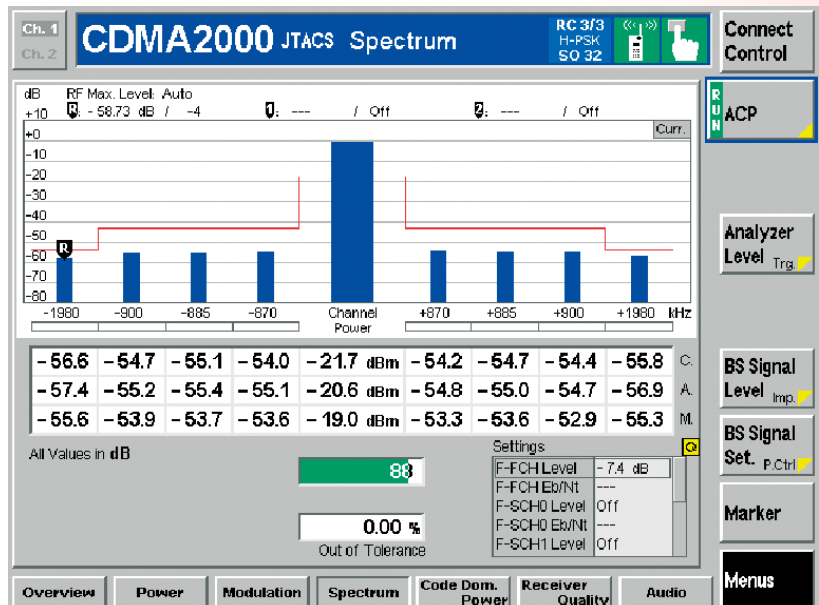 Ch. 1
Ch. 2
CDMA2000 JTACS Spectrum
RC 3/3
H-PSK
SO 32
Connect
Control
dB RF Max. Level: Auto
+10 R: - 58.73 dB / -4 1: --- / Off 2: --- / Off
Curr.
+0
-10
-20
-30
-40
-50
-60
-70
-80
R
-1980 -900 -885 -870 Channel Power +870 +885 +900 +1980 kHz
-56.6 -54.7 -55.1 -54.0 -21.7 dBm -54.2 -54.7 -54.4 -55.8 C.
-57.4 -55.2 -55.4 -55.1 -20.6 dBm -54.8 -55.0 -54.7 -56.9 A.
-55.6 -53.9 -53.7 -53.6 -19.0 dBm -53.3 -53.6 -52.9 -55.3 M.
All Values in dB
88
0.00 %
Out of Tolerance
Settings
F-FCH Level - 7.4 dB
F-FCH Eb/Nt ---
F-SCH0 Level Off
F-SCH0 Eb/Nt ---
F-SCH1 Level Off
RUN
ACP
Analyzer
Level Trg.
BS Signal
Level Imp.
BS Signal
Set. P.Ctrl
Marker
Menus
Overview
Power
Modulation
Spectrum
Code Dom.
Power
Receiver
Quality
Audio